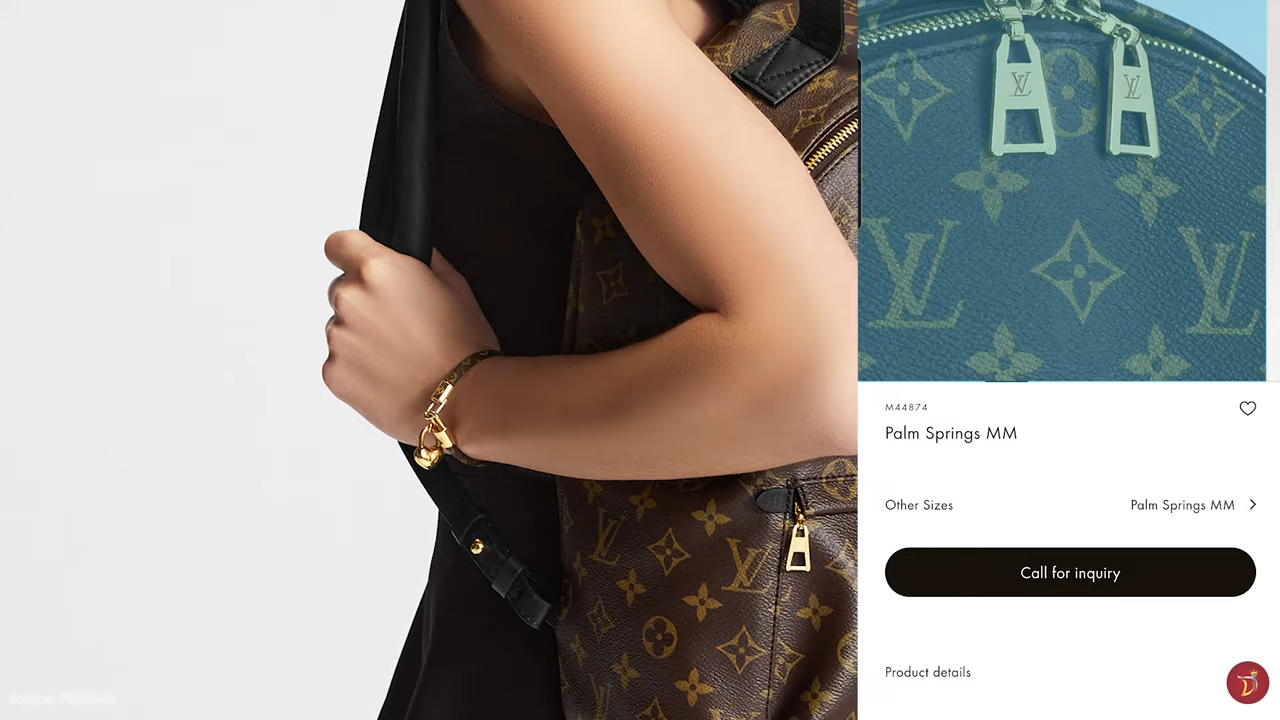 M44874
Palm Springs MM
Other Sizes
Palm Springs MM
Call for inquiry
Product details